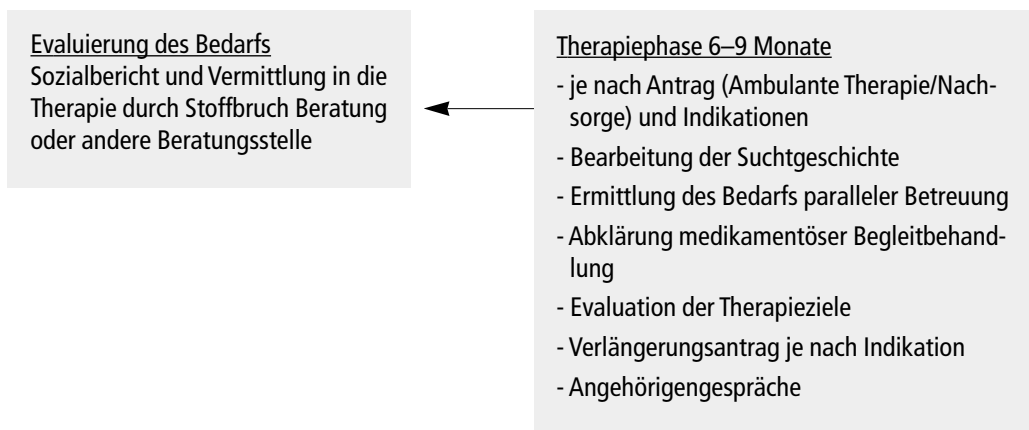 Evaluierung des Bedarfs
Sozialbericht und Vermittlung in die
Therapie durch Stoffbruch Beratung
oder andere Beratungsstelle
Therapiephase 6–9 Monate
- je nach Antrag (Ambulante Therapie/Nach-
sorge) und Indikationen
- Bearbeitung der Suchtgeschichte
- Ermittlung des Bedarfs paralleler Betreuung
- Abklärung medikamentöser Begleitbehand-
lung
- Evaluation der Therapieziele
- Verlängerungsantrag je nach Indikation
- Angehörigengespräche